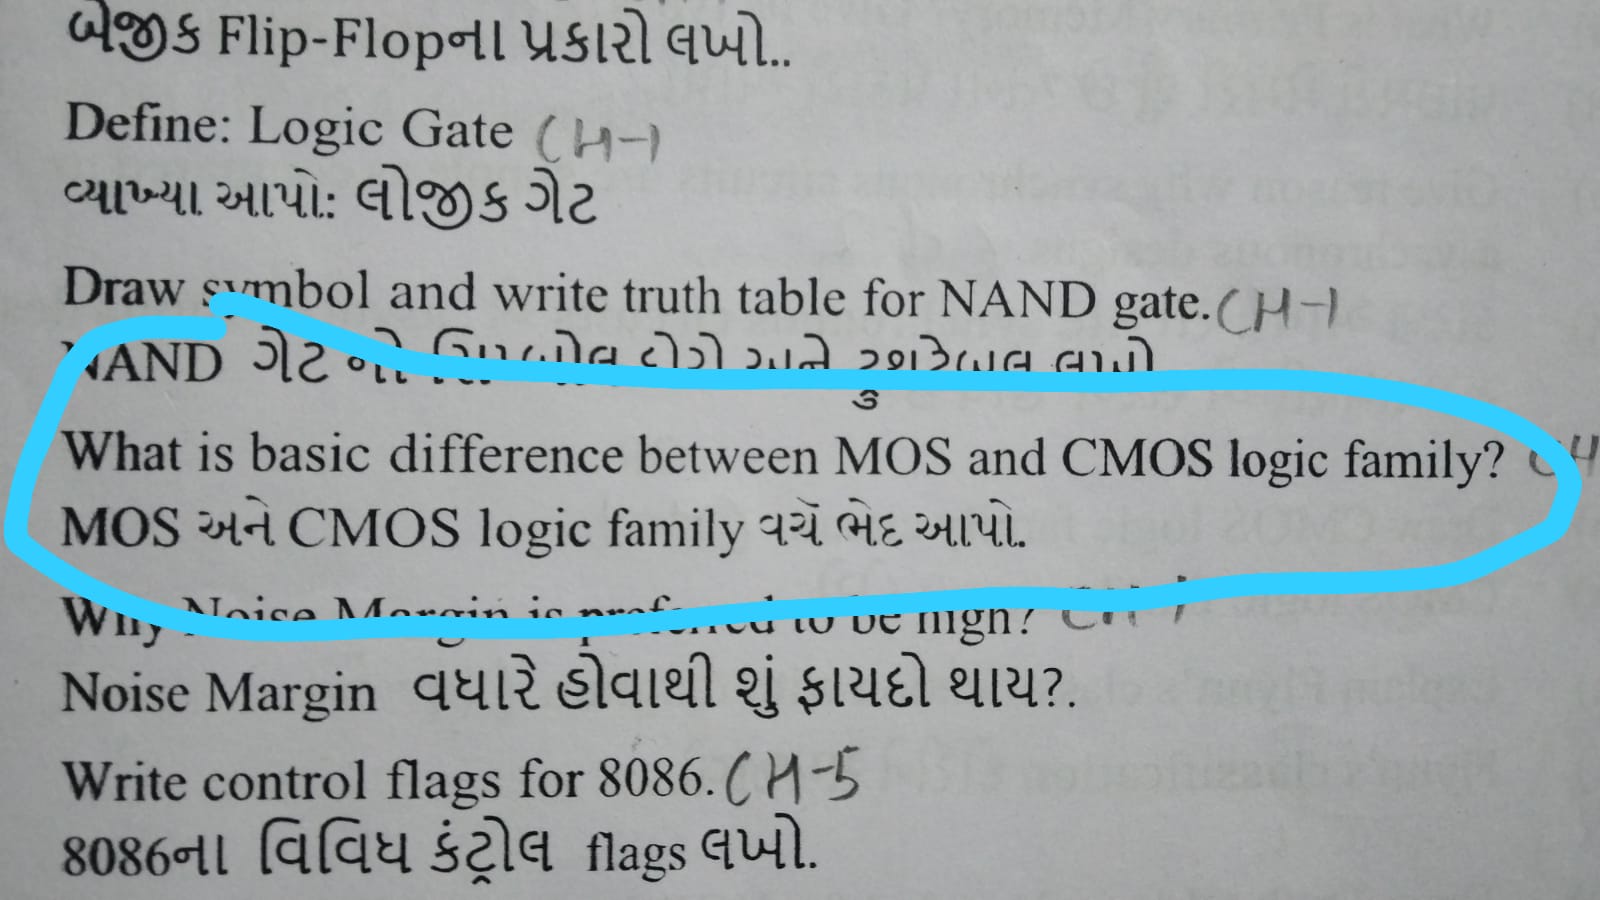 બેજીક Flip-Flopના પ્રકારો લખો..
Define: Logic Gate CH-1
વ્યાખ્યા આપો: લોજીક ગેટ
Draw symbol and write truth table for NAND gate. CH-1
NAND ગેટ નો સિમ્બોલ દોરો અને ટ્રુથટેબલ લખો
What is basic difference between MOS and CMOS logic family? CH
MOS અને CMOS logic family વચ્ચે ભેદ આપો.
Why Noise Margin is preferred to be high? CH-1
Noise Margin વધારે હોવાથી શું ફાયદો થાય?.
Write control flags for 8086. CH-5
8086ના વિવિધ કંટ્રોલ flags લખો.